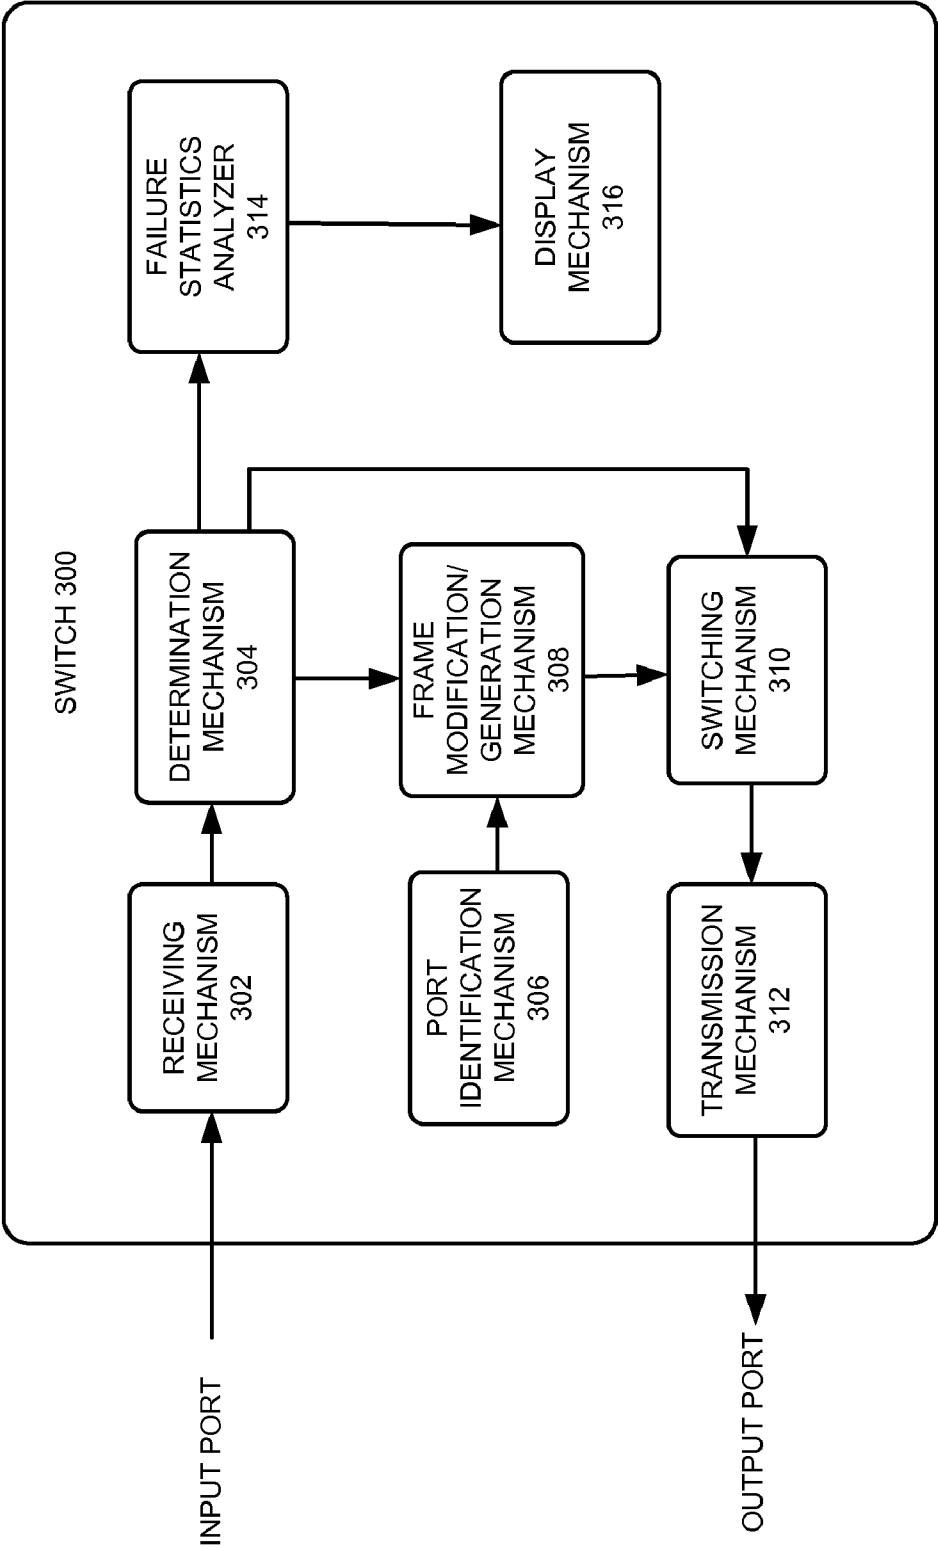 SWITCH 300
INPUT PORT
RECEIVING
MECHANISM
302
DETERMINATION
MECHANISM
304
FAILURE
STATISTICS
ANALYZER
314
PORT
IDENTIFICATION
MECHANISM
306
FRAME
MODIFICATION/
GENERATION
MECHANISM
308
DISPLAY
MECHANISM
316
OUTPUT PORT
TRANSMISSION
MECHANISM
312
SWITCHING
MECHANISM
310